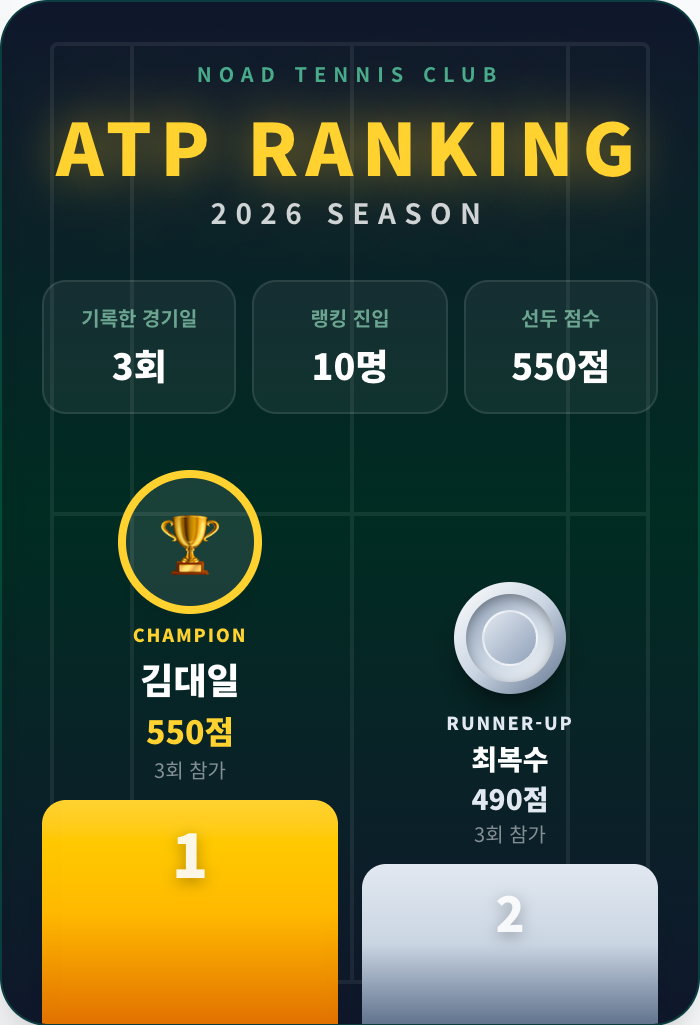 NOAD TENNIS CLUB
ATP RANKING
2026 SEASON
기록한 경기일
3회
랭킹 진입
10명
선두 점수
550점
CHAMPION
김대일
550점
3회 참가
1
RUNNER-UP
최복수
490점
3회 참가
2